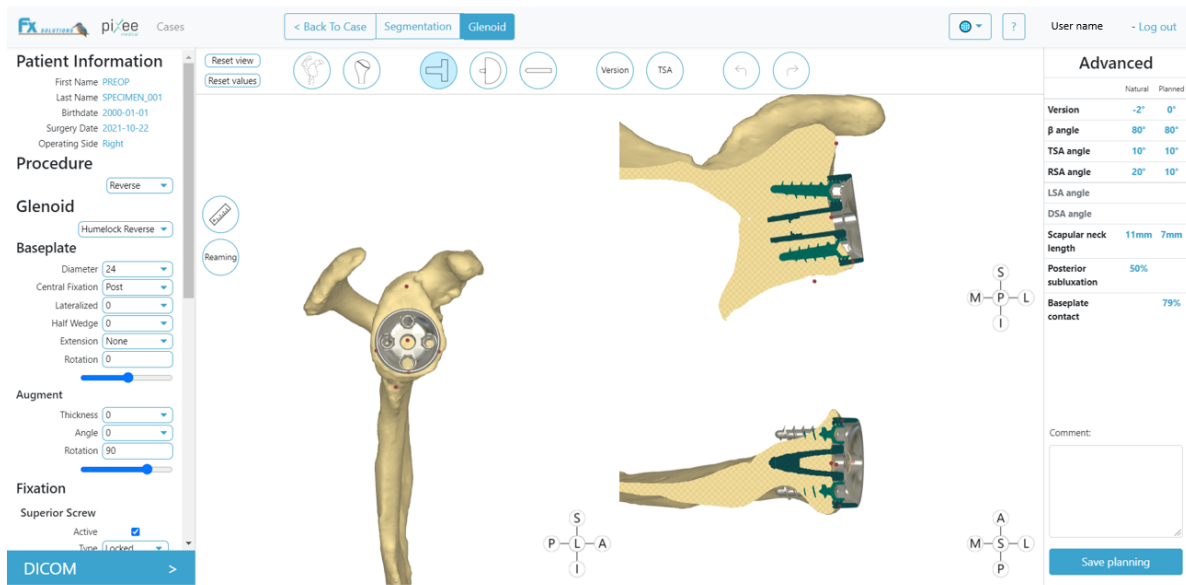 FX SOLUTIONS
pixee
medical
Cases
< Back To Case
Segmentation
Glenoid
?
User name
- Log out
Patient Information
First Name PREOP
Last Name SPECIMEN_001
Birthdate 2000-01-01
Surgery Date 2021-10-22
Operating Side Right
Procedure
Reverse
Glenoid
Humelock Reverse
Baseplate
Diameter 24
Central Fixation Post
Lateralized 0
Half Wedge 0
Extension None
Rotation 0
Augment
Thickness 0
Angle 0
Rotation 90
Fixation
Superior Screw
Active
Type Locked
DICOM >
Reset view
Reset values
Version
TSA
Reaming
S
P L A
I
S
M P L
I
A
M S L
P
Advanced
Natural Planned
Version -2° 0°
β angle 80° 80°
TSA angle 10° 10°
RSA angle 20° 10°
LSA angle
DSA angle
Scapular neck 11mm 7mm
length
Posterior 50%
subluxation
Baseplate 79%
contact
Comment:
Save planning